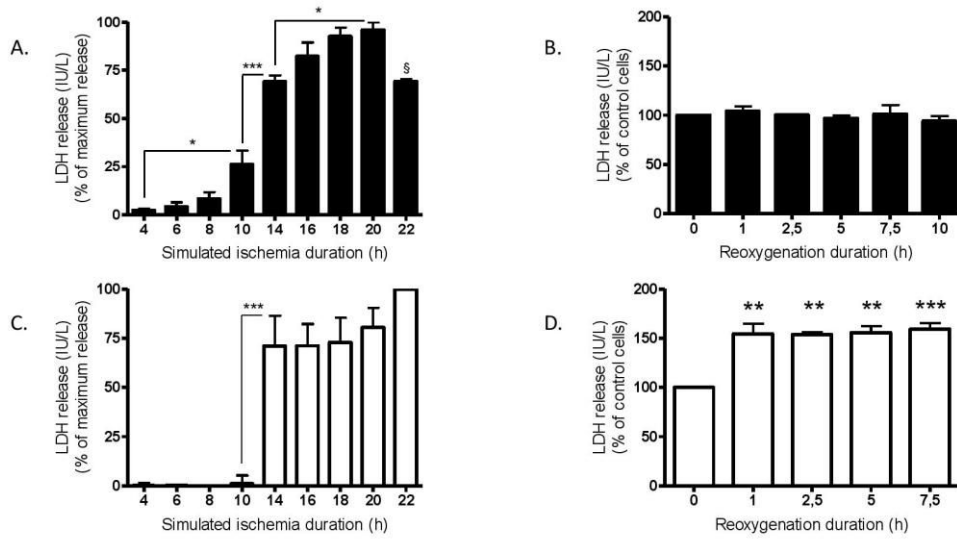 A.
LDH release (IU/L)
(% of maximum release)
100
75
50
25
0
*
***
*
§
4 6 8 10 14 16 18 20 22
Simulated ischemia duration (h)
B.
LDH release (IU/L)
(% of control cells)
200
150
100
50
0
0 1 2,5 5 7,5 10
Reoxygenation duration (h)
C.
LDH release (IU/L)
(% of maximum release)
100
75
50
25
0
***
4 6 8 10 14 16 18 20 22
Simulated ischemia duration (h)
D.
LDH release (IU/L)
(% of control cells)
200
150
100
50
0
** ** ** ***
0 1 2,5 5 7,5
Reoxygenation duration (h)